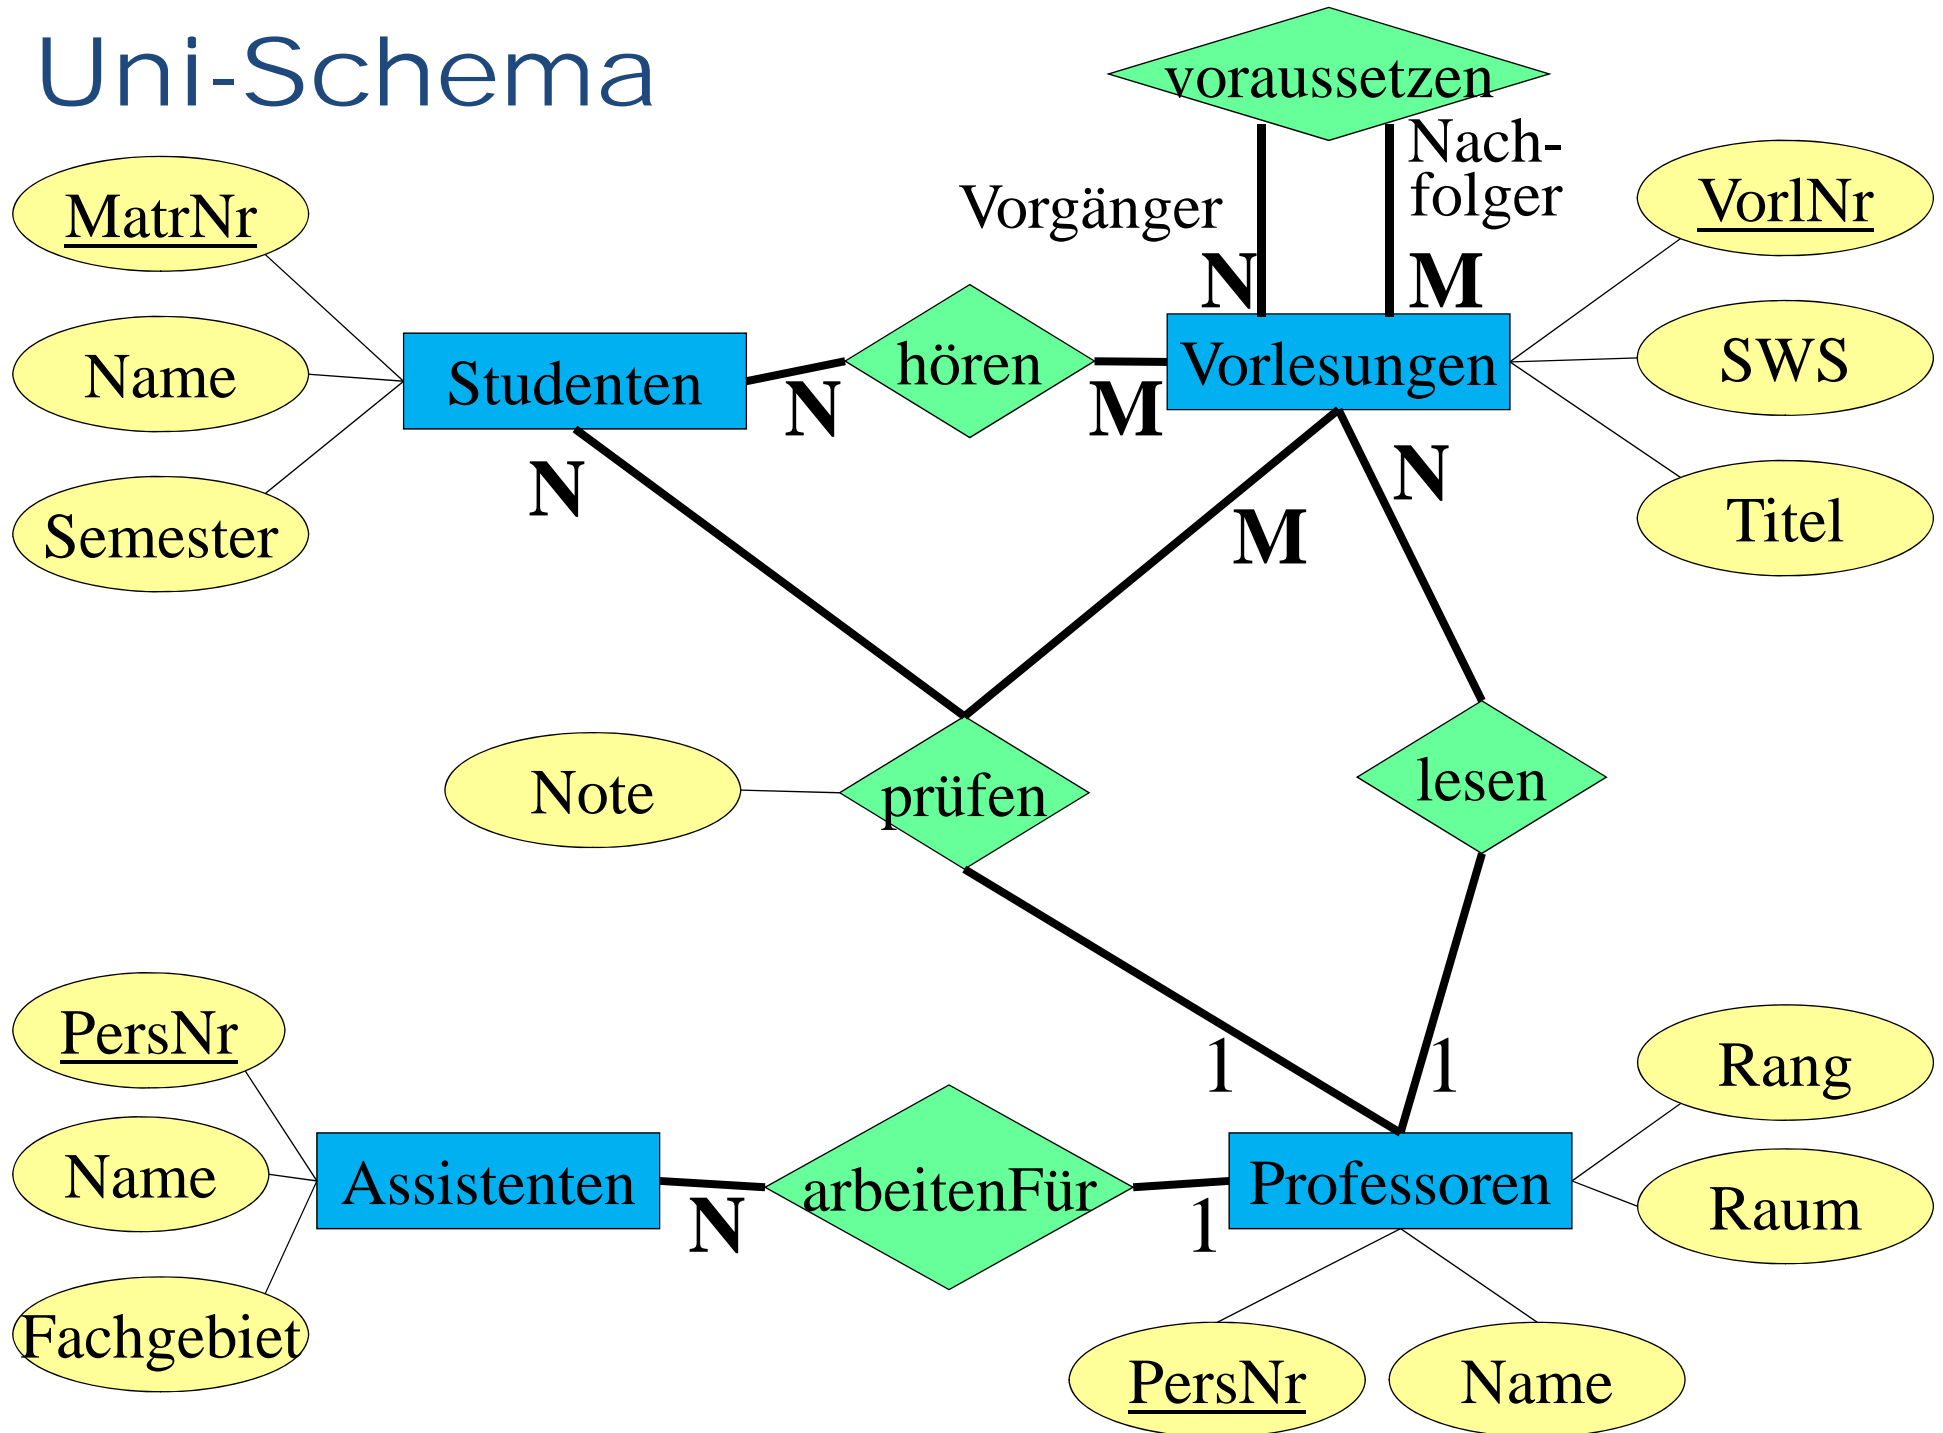 Uni-Schema
voraussetzen
Nach-
folger
Vorgänger
N
M
MatrNr
Name
Semester
Studenten
N
hören
M
Vorlesungen
VorlNr
SWS
Titel
N
M
N
Note
prüfen
lesen
1
1
PersNr
Name
Fachgebiet
Assistenten
N
arbeitenFür
1
Professoren
Rang
Raum
PersNr
Name